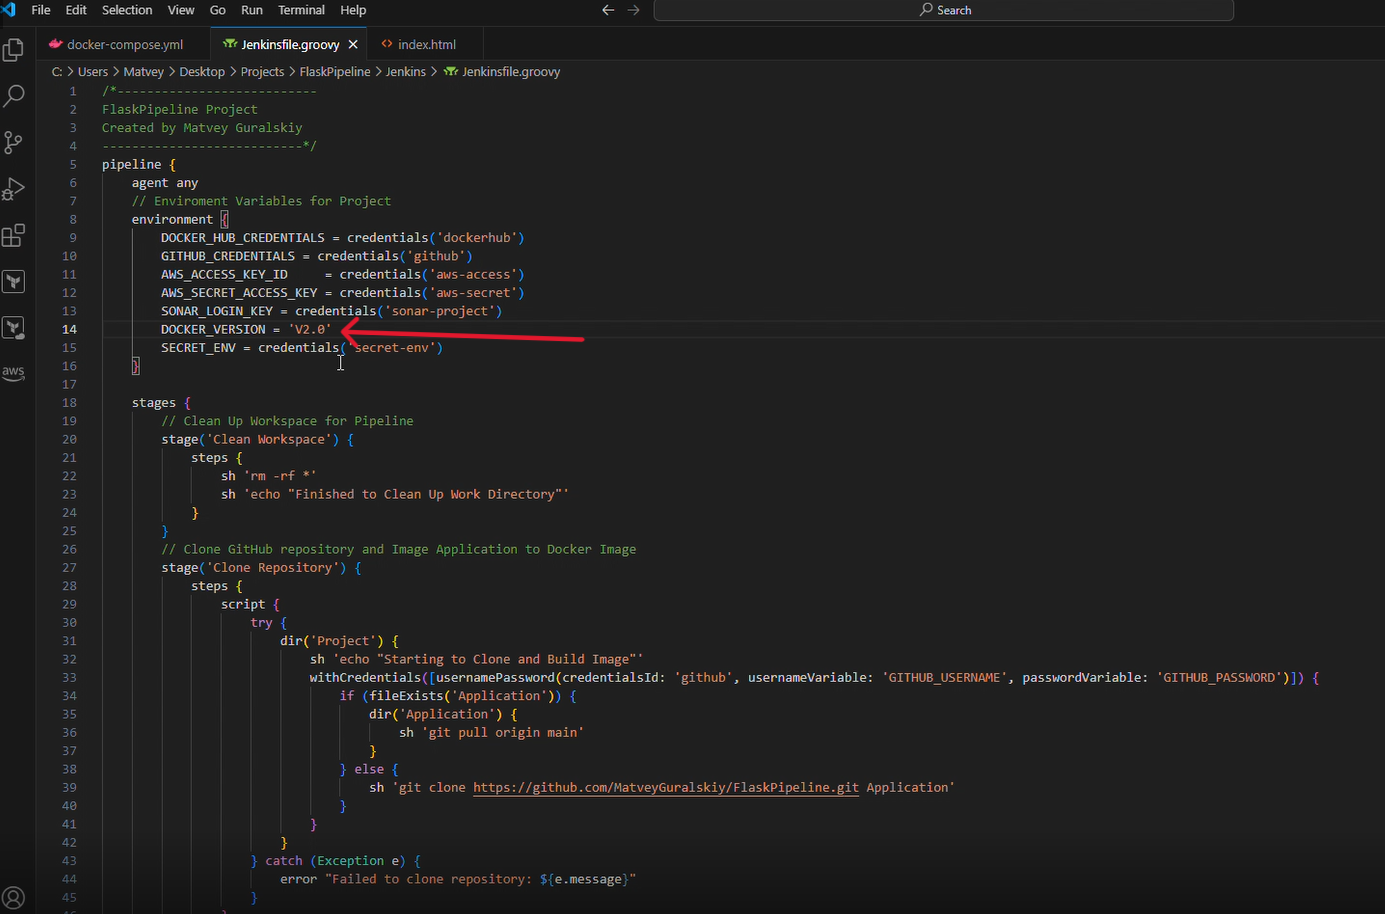 File Edit Selection View Go Run Terminal Help
Search
docker-compose.yml
Jenkinsfile.groovy
index.html
C: > Users > Matvey > Desktop > Projects > FlaskPipeline > Jenkins > Jenkinsfile.groovy
1 /*---------------------------
2 FlaskPipeline Project
3 Created by Matvey Guralskiy
4 ---------------------------*/
5 pipeline {
6 agent any
7 // Enviroment Variables for Project
8 environment {
9 DOCKER_HUB_CREDENTIALS = credentials('dockerhub')
10 GITHUB_CREDENTIALS = credentials('github')
11 AWS_ACCESS_KEY_ID     = credentials('aws-access')
12 AWS_SECRET_ACCESS_KEY = credentials('aws-secret')
13 SONAR_LOGIN_KEY = credentials('sonar-project')
14 DOCKER_VERSION = 'V2.0'
15 SECRET_ENV = credentials('secret-env')
16 }
17
18 stages {
19 // Clean Up Workspace for Pipeline
20 stage('Clean Workspace') {
21 steps {
22 sh 'rm -rf *'
23 sh 'echo "Finished to Clean Up Work Directory"'
24 }
25 }
26 // Clone GitHub repository and Image Application to Docker Image
27 stage('Clone Repository') {
28 steps {
29 script {
30 try {
31 dir('Project') {
32 sh 'echo "Starting to Clone and Build Image"'
33 withCredentials([usernamePassword(credentialsId: 'github', usernameVariable: 'GITHUB_USERNAME', passwordVariable: 'GITHUB_PASSWORD')]) {
34 if (fileExists('Application')) {
35 dir('Application') {
36 sh 'git pull origin main'
37 }
38 } else {
39 sh 'git clone https://github.com/MatveyGuralskiy/FlaskPipeline.git Application'
40 }
41 }
42 }
43 } catch (Exception e) {
44 error "Failed to clone repository: ${e.message}"
45 }
aws